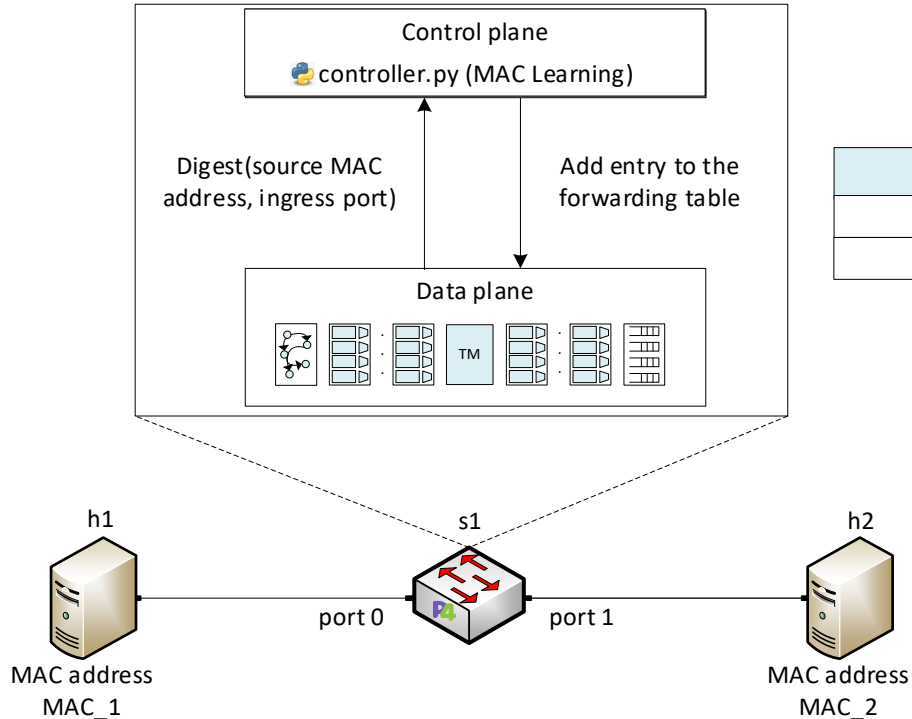 Control plane
controller.py (MAC Learning)
Digest(source MAC
address, ingress port)
Add entry to the
forwarding table
Data plane
TM
h1
s1
h2
port 0
P4
port 1
MAC address
MAC_1
MAC address
MAC_2